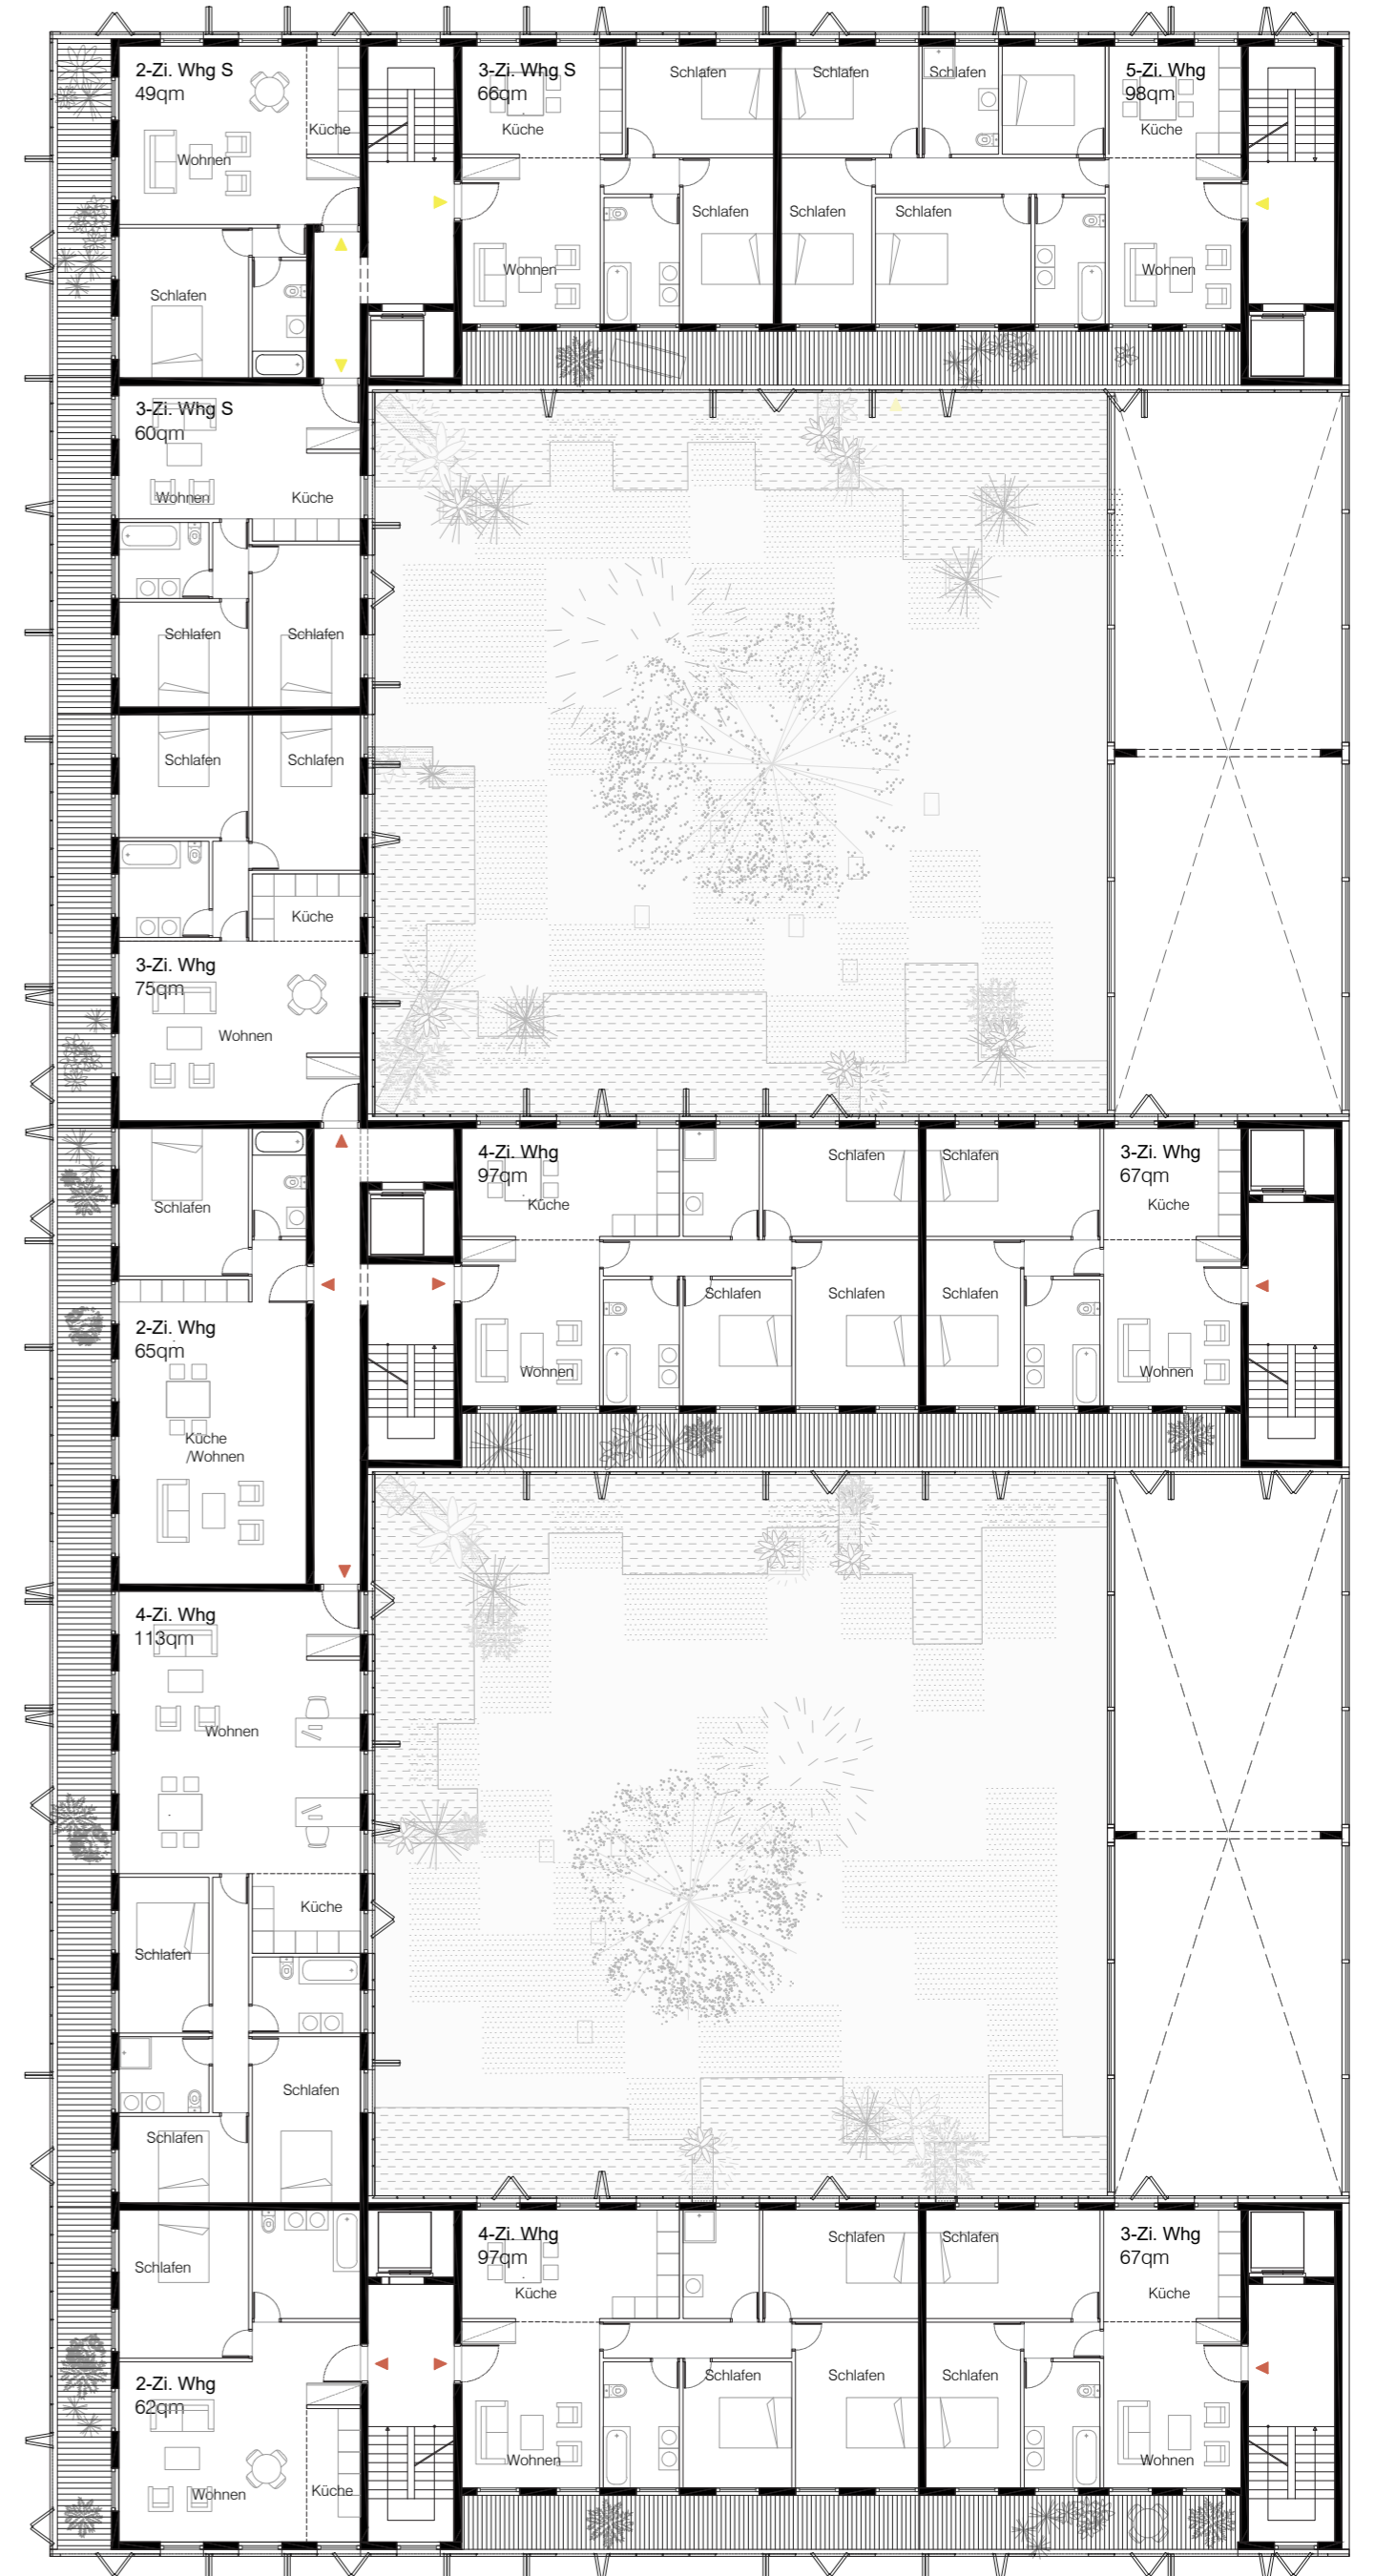 2-Zi. Whg S
49qm
Küche
Wohnen
Schlafen
3-Zi. Whg S
66qm
Küche
Schlafen
Schlafen
Wohnen
Schlafen
Schlafen
5-Zi. Whg
98qm
Küche
Schlafen
Schlafen
Wohnen
3-Zi. Whg S
60qm
Wohnen
Küche
Schlafen
Schlafen
Schlafen
Schlafen
Küche
3-Zi. Whg
75qm
Wohnen
Schlafen
2-Zi. Whg
65qm
Küche
/Wohnen
4-Zi. Whg
97qm
Küche
Schlafen
Schlafen
Schlafen
Wohnen
Schlafen
3-Zi. Whg
67qm
Küche
Schlafen
Wohnen
4-Zi. Whg
113qm
Wohnen
Küche
Schlafen
Schlafen
Schlafen
Schlafen
2-Zi. Whg
62qm
Wohnen
Küche
4-Zi. Whg
97qm
Küche
Schlafen
Schlafen
Schlafen
Wohnen
Schlafen
3-Zi. Whg
67qm
Küche
Schlafen
Wohnen